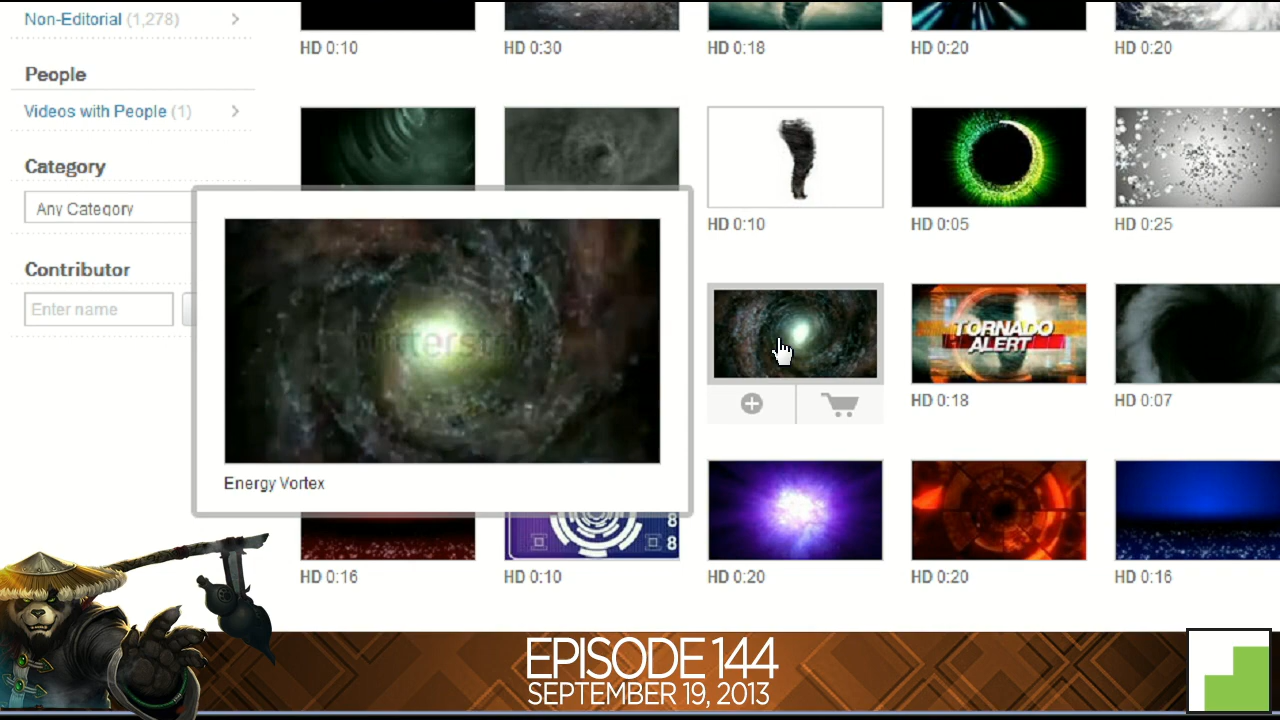 Non-Editorial (1,278)
HD 0:10
HD 0:30
HD 0:18
HD 0:20
HD 0:20
People
Videos with People (1)
Category
Any Category
HD 0:10
HD 0:05
HD 0:25
Contributor
Enter name
TORNADO
ALERT
HD 0:18
HD 0:07
Energy Vortex
8
8
HD 0:16
HD 0:10
HD 0:20
HD 0:20
HD 0:16
EPISODE 144
SEPTEMBER 19, 2013